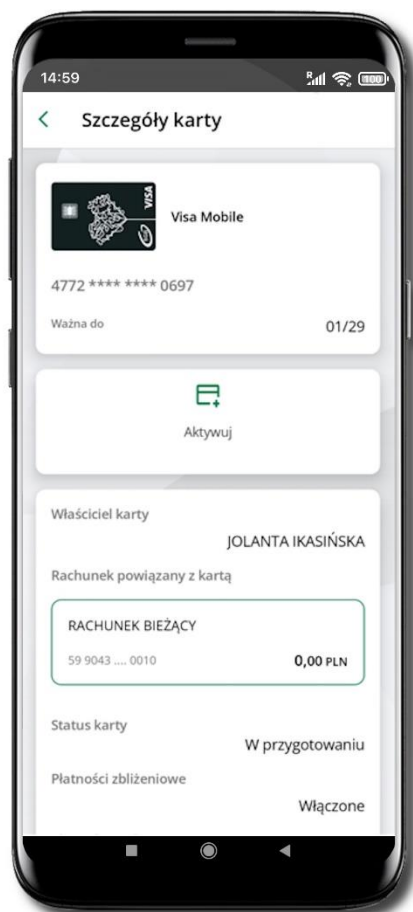 14:59
R
100
Szczegóły karty
VISA
Visa Mobile
4772 **** **** 0697
Ważna do
01/29
Aktywuj
Właściciel karty
JOLANTA IKASIŃSKA
Rachunek powiązany z kartą
RACHUNEK BIEŻĄCY
59 9043 .... 0010
0,00 PLN
Status karty
W przygotowaniu
Płatności zbliżeniowe
Włączone